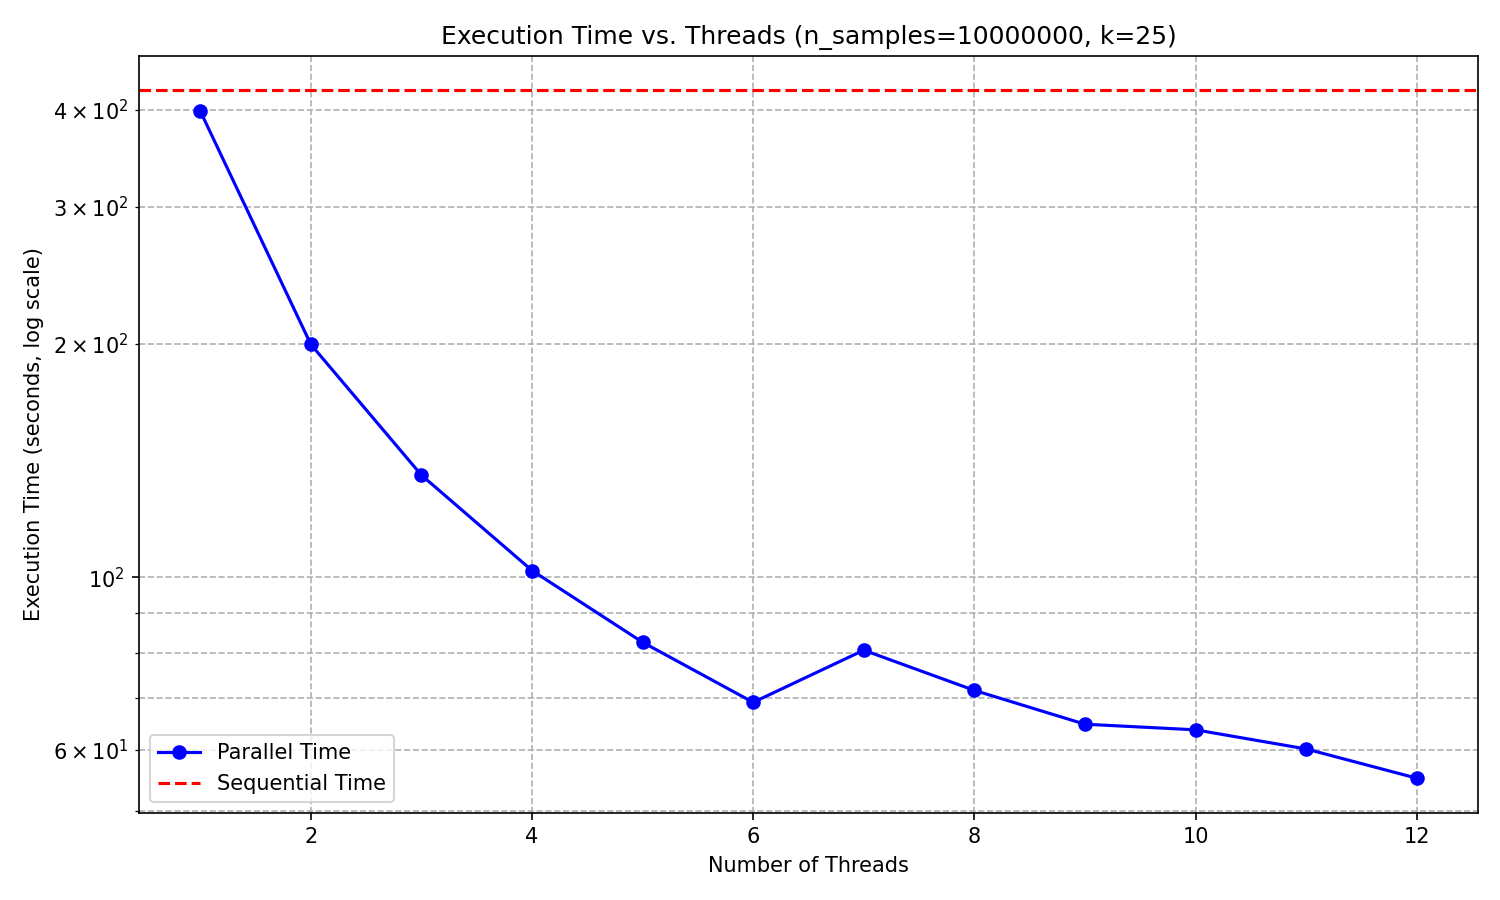 Execution Time vs. Threads (n_samples=10000000, k=25)
Execution Time (seconds, log scale)
4 × 10²
3 × 10²
2 × 10²
10²
6 × 10¹
Parallel Time
Sequential Time
2 4 6 8 10 12
Number of Threads